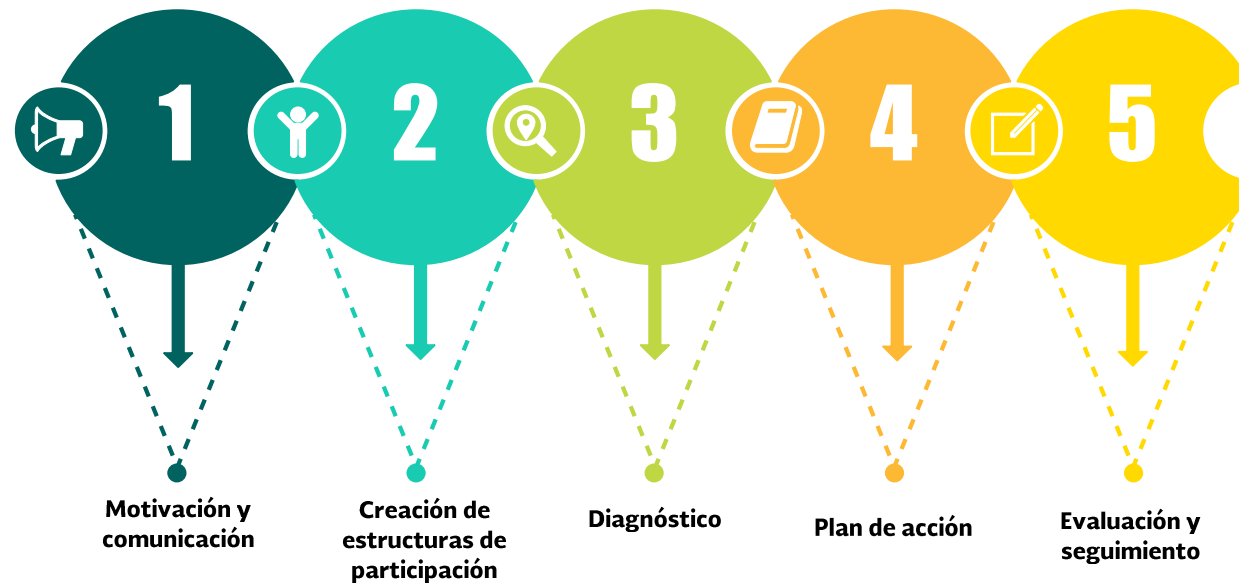 1
2
3
4
5
Motivación y
comunicación
Creación de
estructuras de
participación
Diagnóstico
Plan de acción
Evaluación y
seguimiento